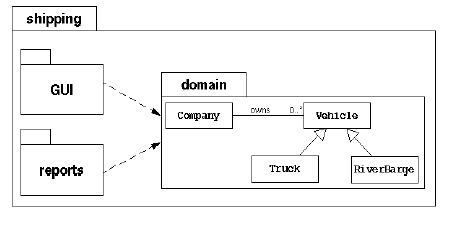 shipping
GUI
domain
Company
owns
0..*
Vehicle
reports
Truck
RiverBarge